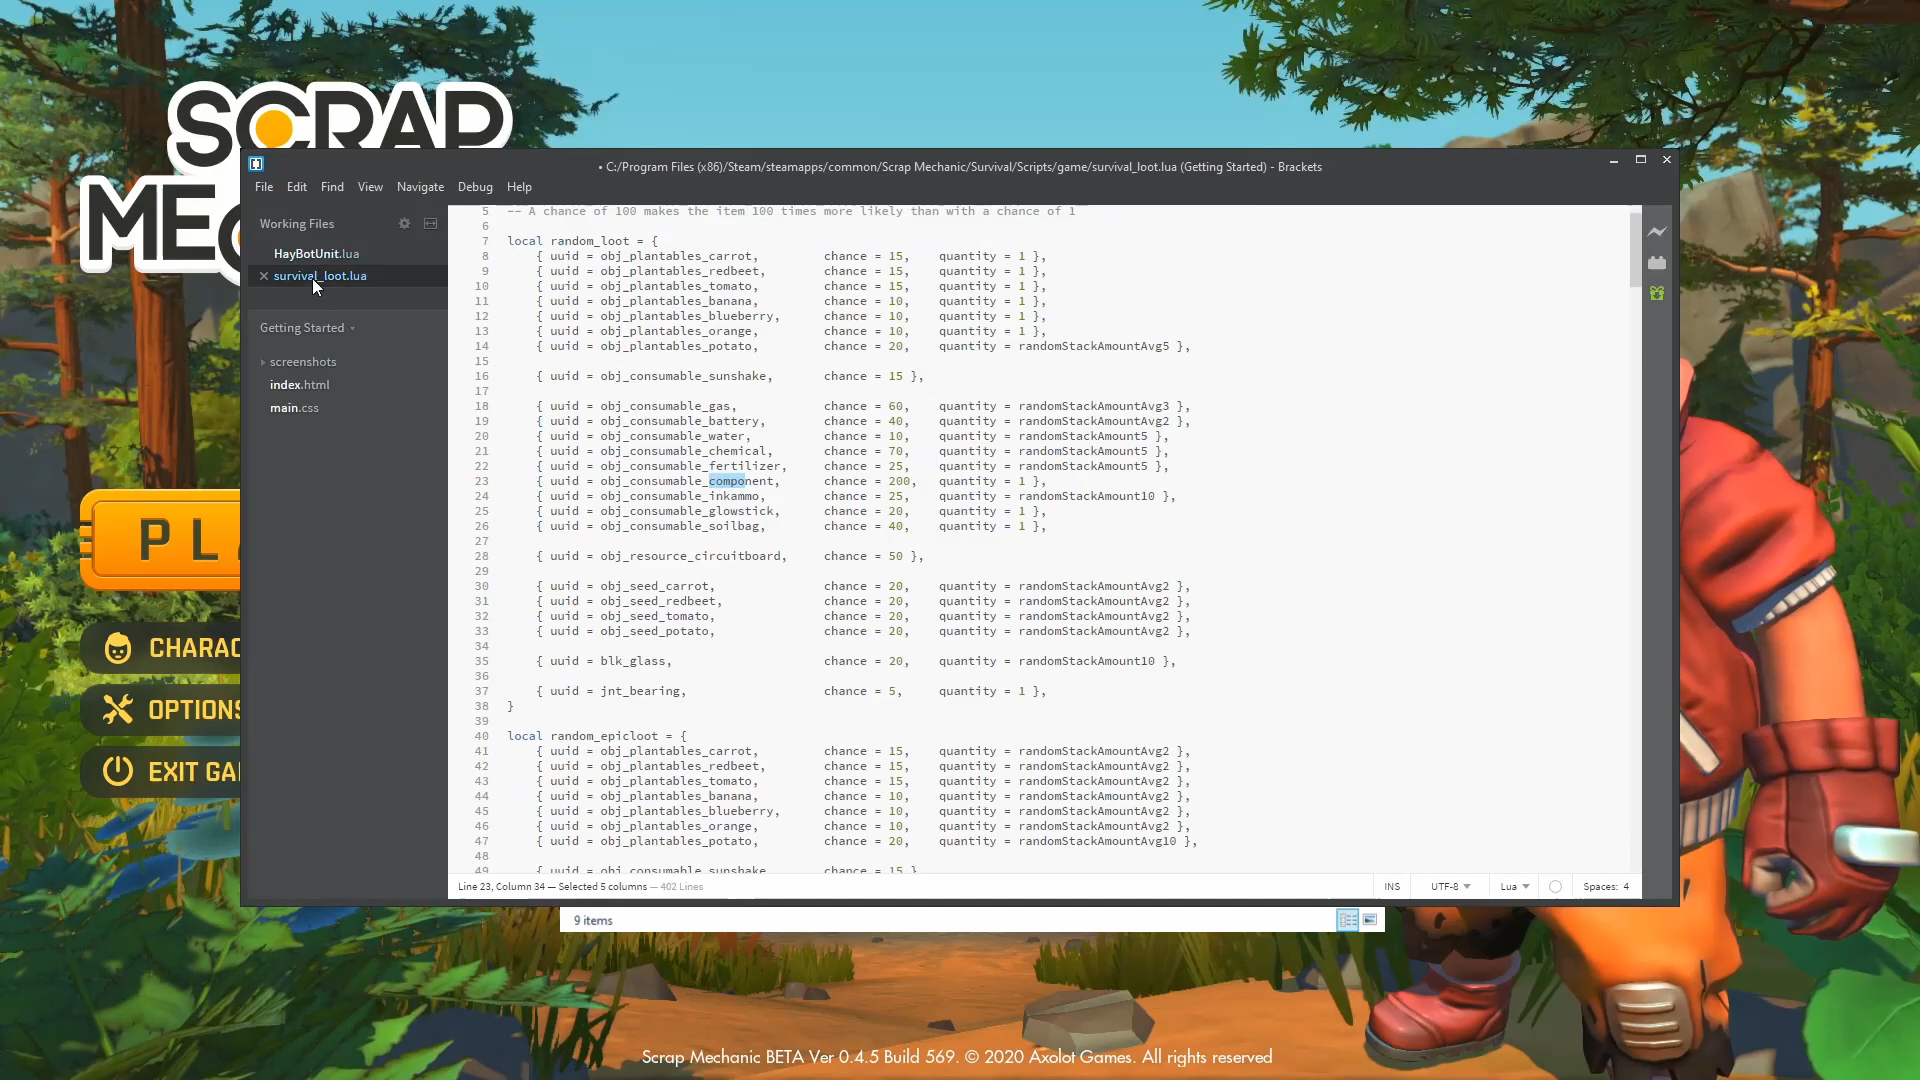 SCRAP
MEC
• C:/Program Files (x86)/Steam/steamapps/common/Scrap Mechanic/Survival/Scripts/game/survival_loot.lua (Getting Started) - Brackets
File Edit Find View Navigate Debug Help
Working Files
HayBotUnit.lua
survival_loot.lua
Getting Started
screenshots
index.html
main.css
5 -- A chance of 100 makes the item 100 times more likely than with a chance of 1
6
7 local random_loot = {
8 { uuid = obj_plantables_carrot, chance = 15, quantity = 1 },
9 { uuid = obj_plantables_redbeet, chance = 15, quantity = 1 },
10 { uuid = obj_plantables_tomato, chance = 15, quantity = 1 },
11 { uuid = obj_plantables_banana, chance = 10, quantity = 1 },
12 { uuid = obj_plantables_blueberry, chance = 10, quantity = 1 },
13 { uuid = obj_plantables_orange, chance = 10, quantity = 1 },
14 { uuid = obj_plantables_potato, chance = 20, quantity = randomStackAmountAvg5 },
15
16 { uuid = obj_consumable_sunshake, chance = 15 },
17
18 { uuid = obj_consumable_gas, chance = 60, quantity = randomStackAmountAvg3 },
19 { uuid = obj_consumable_battery, chance = 40, quantity = randomStackAmountAvg2 },
20 { uuid = obj_consumable_water, chance = 10, quantity = randomStackAmount5 },
21 { uuid = obj_consumable_chemical, chance = 70, quantity = randomStackAmount5 },
22 { uuid = obj_consumable_fertilizer, chance = 25, quantity = randomStackAmount5 },
23 { uuid = obj_consumable_component, chance = 200, quantity = 1 },
24 { uuid = obj_consumable_inkammo, chance = 25, quantity = randomStackAmount10 },
25 { uuid = obj_consumable_glowstick, chance = 20, quantity = 1 },
26 { uuid = obj_consumable_soilbag, chance = 40, quantity = 1 },
27
28 { uuid = obj_resource_circuitboard, chance = 50 },
29
30 { uuid = obj_seed_carrot, chance = 20, quantity = randomStackAmountAvg2 },
31 { uuid = obj_seed_redbeet, chance = 20, quantity = randomStackAmountAvg2 },
32 { uuid = obj_seed_tomato, chance = 20, quantity = randomStackAmountAvg2 },
33 { uuid = obj_seed_potato, chance = 20, quantity = randomStackAmountAvg2 },
34
35 { uuid = blk_glass, chance = 20, quantity = randomStackAmount10 },
36
37 { uuid = jnt_bearing, chance = 5, quantity = 1 },
38 }
39
40 local random_epicloot = {
41 { uuid = obj_plantables_carrot, chance = 15, quantity = randomStackAmountAvg2 },
42 { uuid = obj_plantables_redbeet, chance = 15, quantity = randomStackAmountAvg2 },
43 { uuid = obj_plantables_tomato, chance = 15, quantity = randomStackAmountAvg2 },
44 { uuid = obj_plantables_banana, chance = 10, quantity = randomStackAmountAvg2 },
45 { uuid = obj_plantables_blueberry, chance = 10, quantity = randomStackAmountAvg2 },
46 { uuid = obj_plantables_orange, chance = 10, quantity = randomStackAmountAvg2 },
47 { uuid = obj_plantables_potato, chance = 20, quantity = randomStackAmountAvg10 },
48
49 { uuid = obj_consumable_sunshake, chance = 15 },
Line 23, Column 34 — Selected 5 columns — 402 Lines
INS UTF-8 Lua Spaces: 4
9 items
PLA
CHARAC
OPTIONS
EXIT GA
Scrap Mechanic BETA Ver 0.4.5 Build 569. © 2020 Axolot Games. All rights reserved